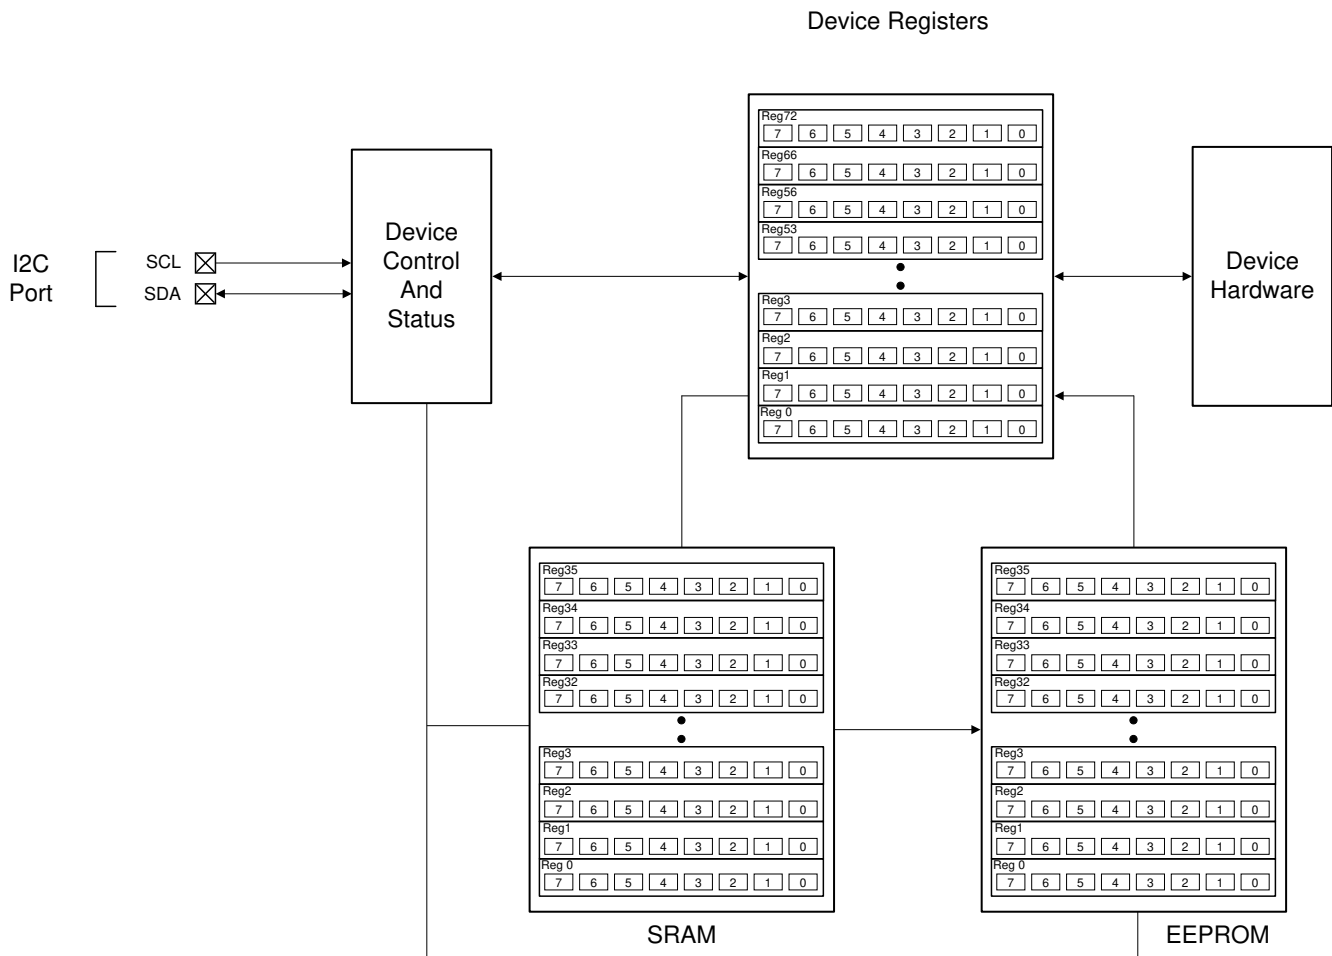 Device Registers
Reg72
7 6 5 4 3 2 1 0
Reg66
7 6 5 4 3 2 1 0
Reg56
7 6 5 4 3 2 1 0
Reg53
7 6 5 4 3 2 1 0
Reg3
7 6 5 4 3 2 1 0
Reg2
7 6 5 4 3 2 1 0
Reg1
7 6 5 4 3 2 1 0
Reg 0
7 6 5 4 3 2 1 0
I2C
Port
SCL
SDA
Device
Control
And
Status
Device
Hardware
Reg35
7 6 5 4 3 2 1 0
Reg34
7 6 5 4 3 2 1 0
Reg33
7 6 5 4 3 2 1 0
Reg32
7 6 5 4 3 2 1 0
Reg3
7 6 5 4 3 2 1 0
Reg2
7 6 5 4 3 2 1 0
Reg1
7 6 5 4 3 2 1 0
Reg 0
7 6 5 4 3 2 1 0
SRAM
Reg35
7 6 5 4 3 2 1 0
Reg34
7 6 5 4 3 2 1 0
Reg33
7 6 5 4 3 2 1 0
Reg32
7 6 5 4 3 2 1 0
Reg3
7 6 5 4 3 2 1 0
Reg2
7 6 5 4 3 2 1 0
Reg1
7 6 5 4 3 2 1 0
Reg 0
7 6 5 4 3 2 1 0
EEPROM